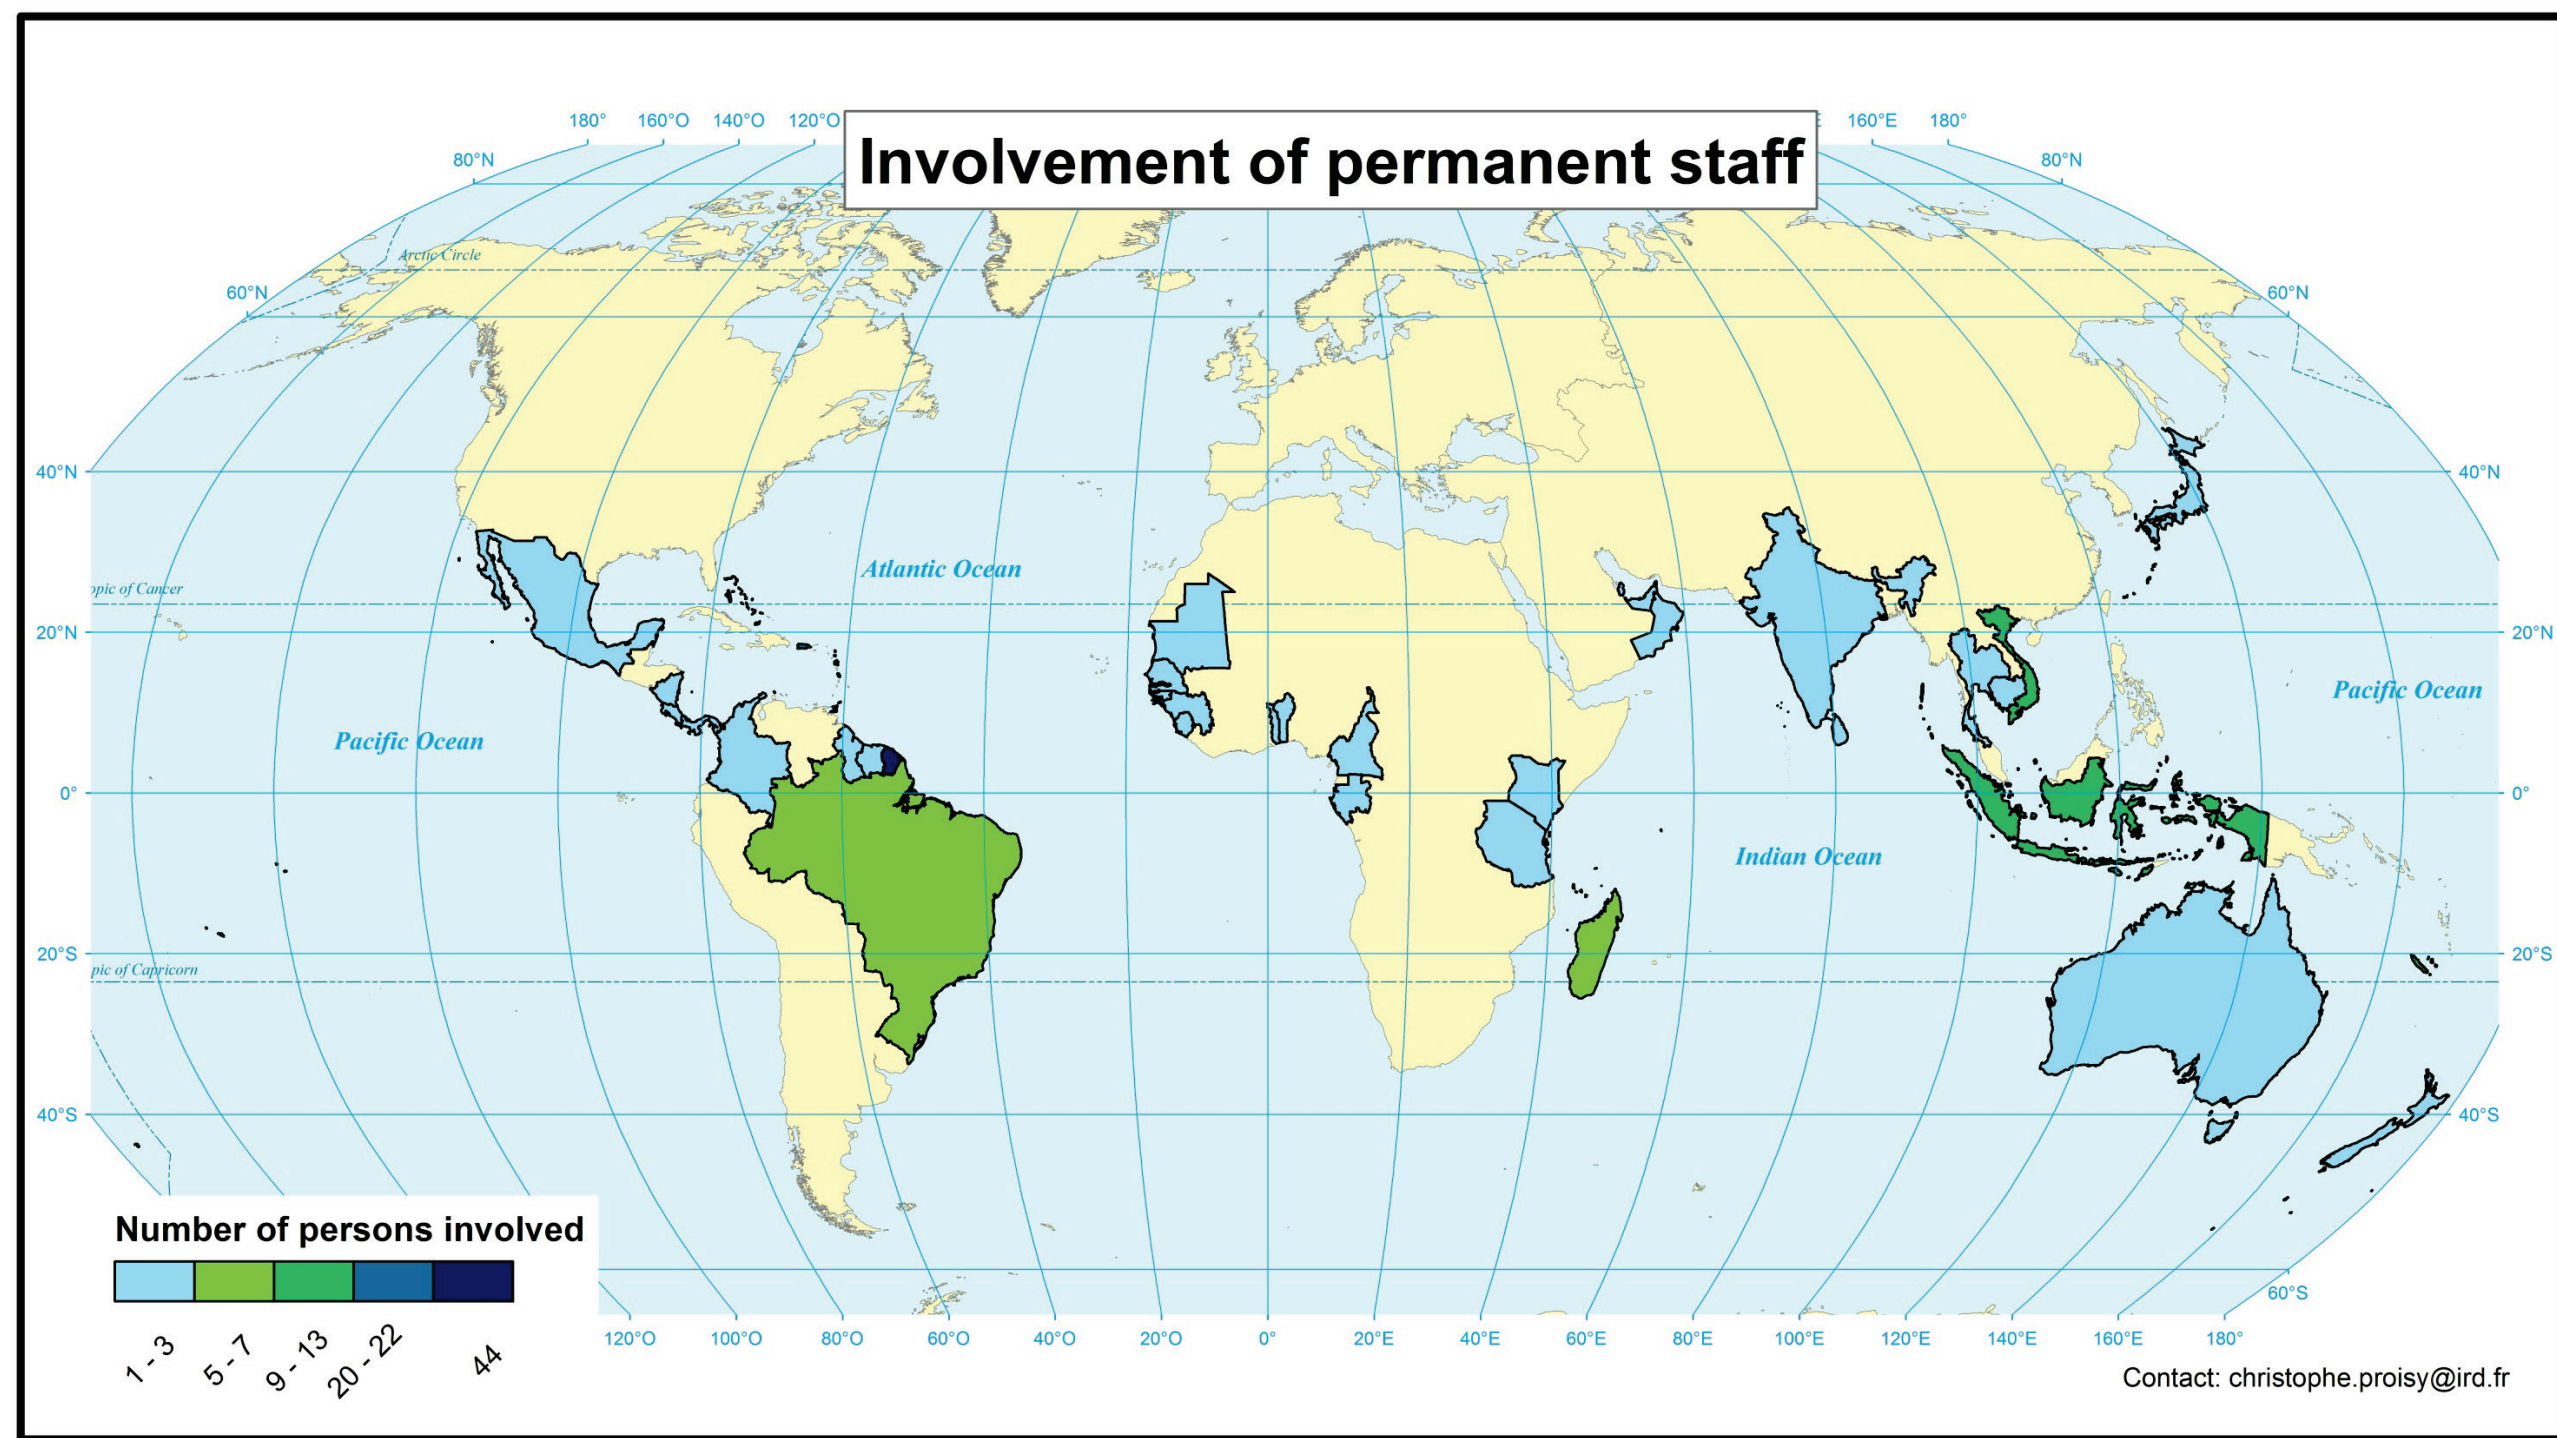 Involvement of permanent staff
180° 160°O 140°O 120°O 160°E 180°
80°N 80°N
Arctic Circle
60°N 60°N
40°N 40°N
Atlantic Ocean
opic of Cancer
20°N 20°N
Pacific Ocean
Pacific Ocean
0° 0°
Indian Ocean
20°S 20°S
pic of Capricorn
40°S 40°S
Number of persons involved
1 - 3 5 - 7 9 - 13 20 - 22 44
60°S
120°O 100°O 80°O 60°O 40°O 20°O 0° 20°E 40°E 60°E 80°E 100°E 120°E 140°E 160°E 180°
Contact: christophe.proisy@ird.fr